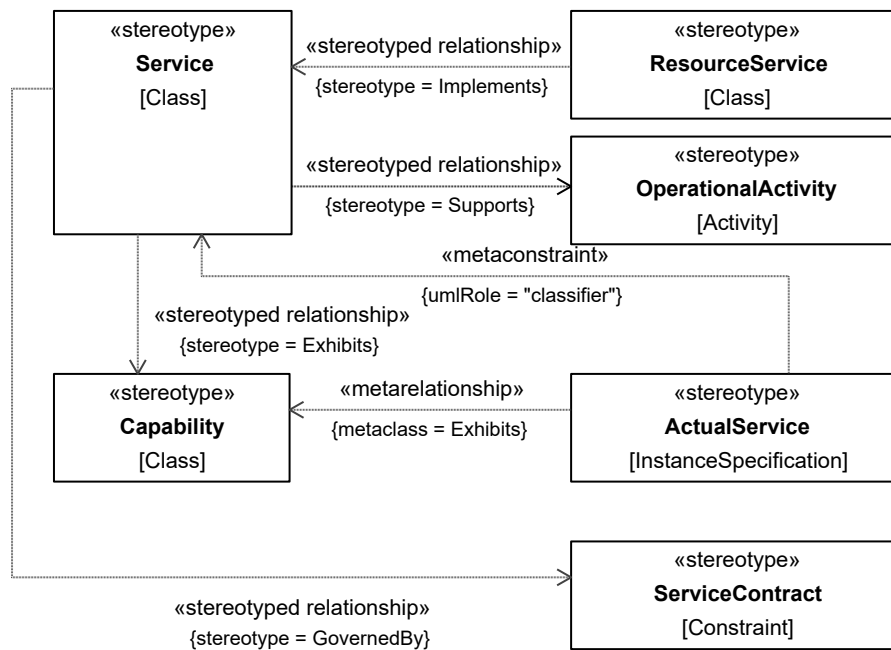 «stereotype»
Service
[Class]
«stereotyped relationship»
{stereotype = Implements}
«stereotype»
ResourceService
[Class]
«stereotyped relationship»
{stereotype = Supports}
«stereotype»
OperationalActivity
[Activity]
«metaconstraint»
{umlRole = "classifier"}
«stereotyped relationship»
{stereotype = Exhibits}
«stereotype»
Capability
[Class]
«metarelationship»
{metaclass = Exhibits}
«stereotype»
ActualService
[InstanceSpecification]
«stereotype»
ServiceContract
[Constraint]
«stereotyped relationship»
{stereotype = GovernedBy}